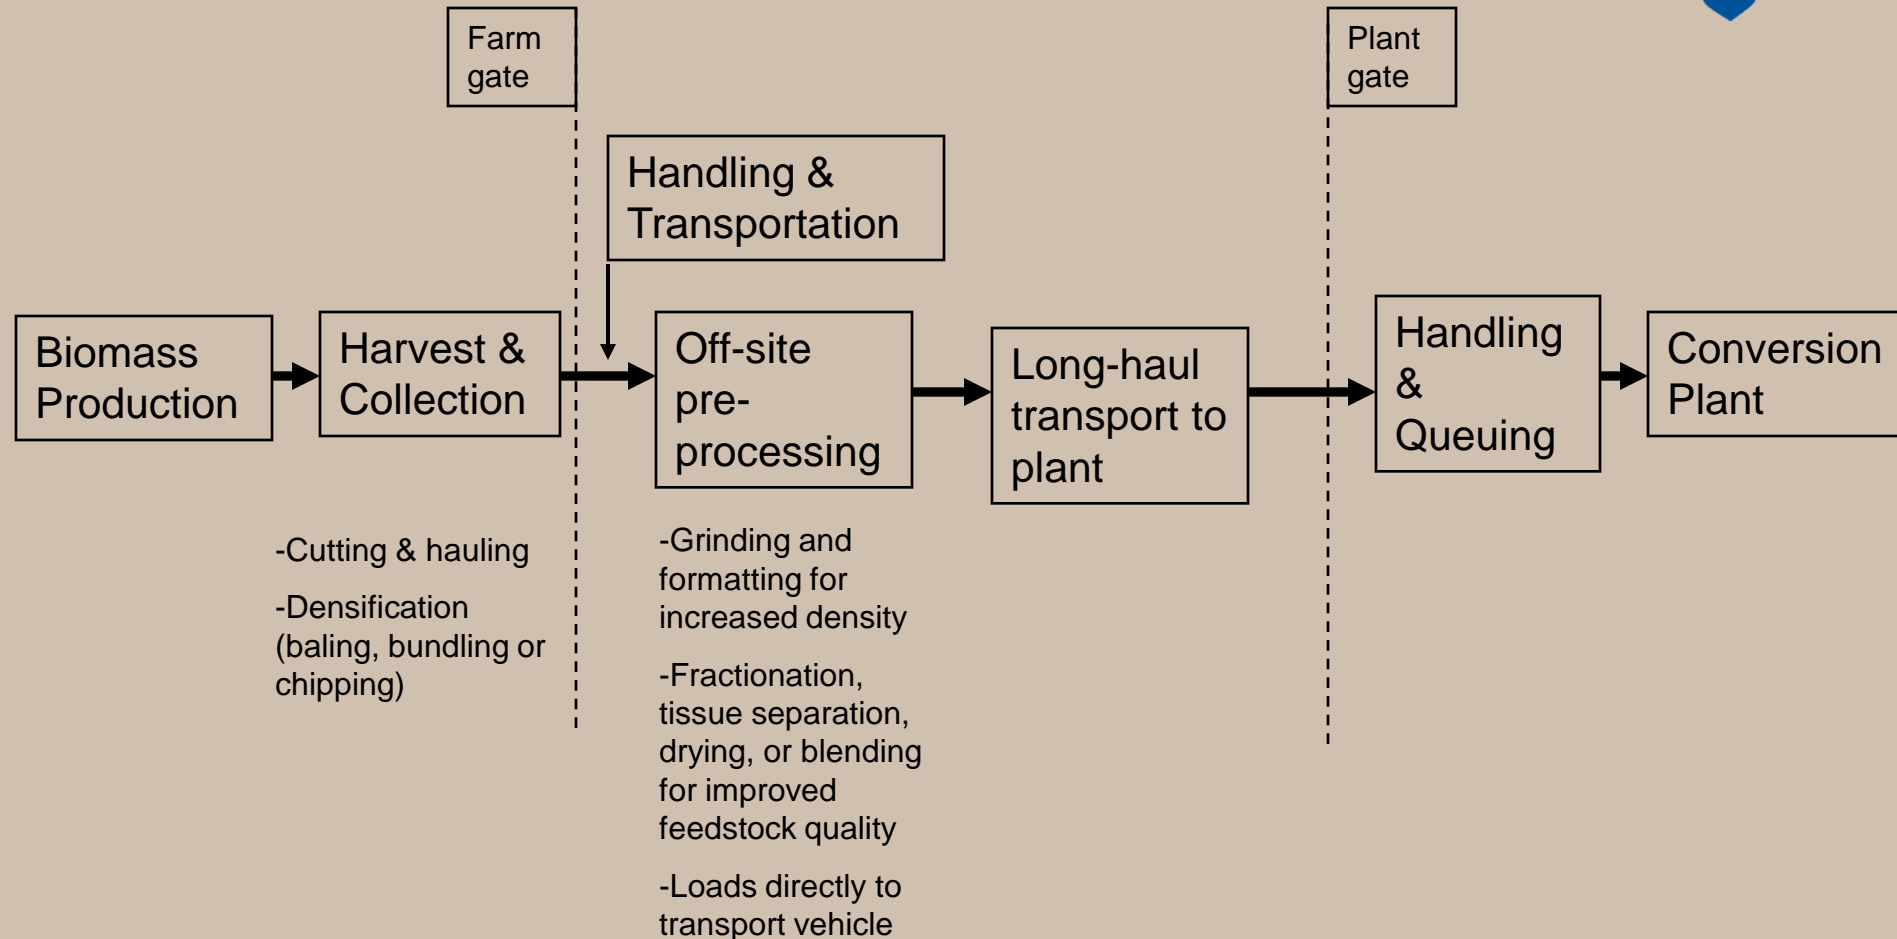 Farm
gate
Plant
gate
Handling &
Transportation
Biomass
Production
Harvest &
Collection
Off-site
pre-
processing
Long-haul
transport to
plant
Handling
&
Queuing
Conversion
Plant
-Cutting & hauling
-Densification
(baling, bundling or
chipping)
-Grinding and
formatting for
increased density
-Fractionation,
tissue separation,
drying, or blending
for improved
feedstock quality
-Loads directly to
transport vehicle